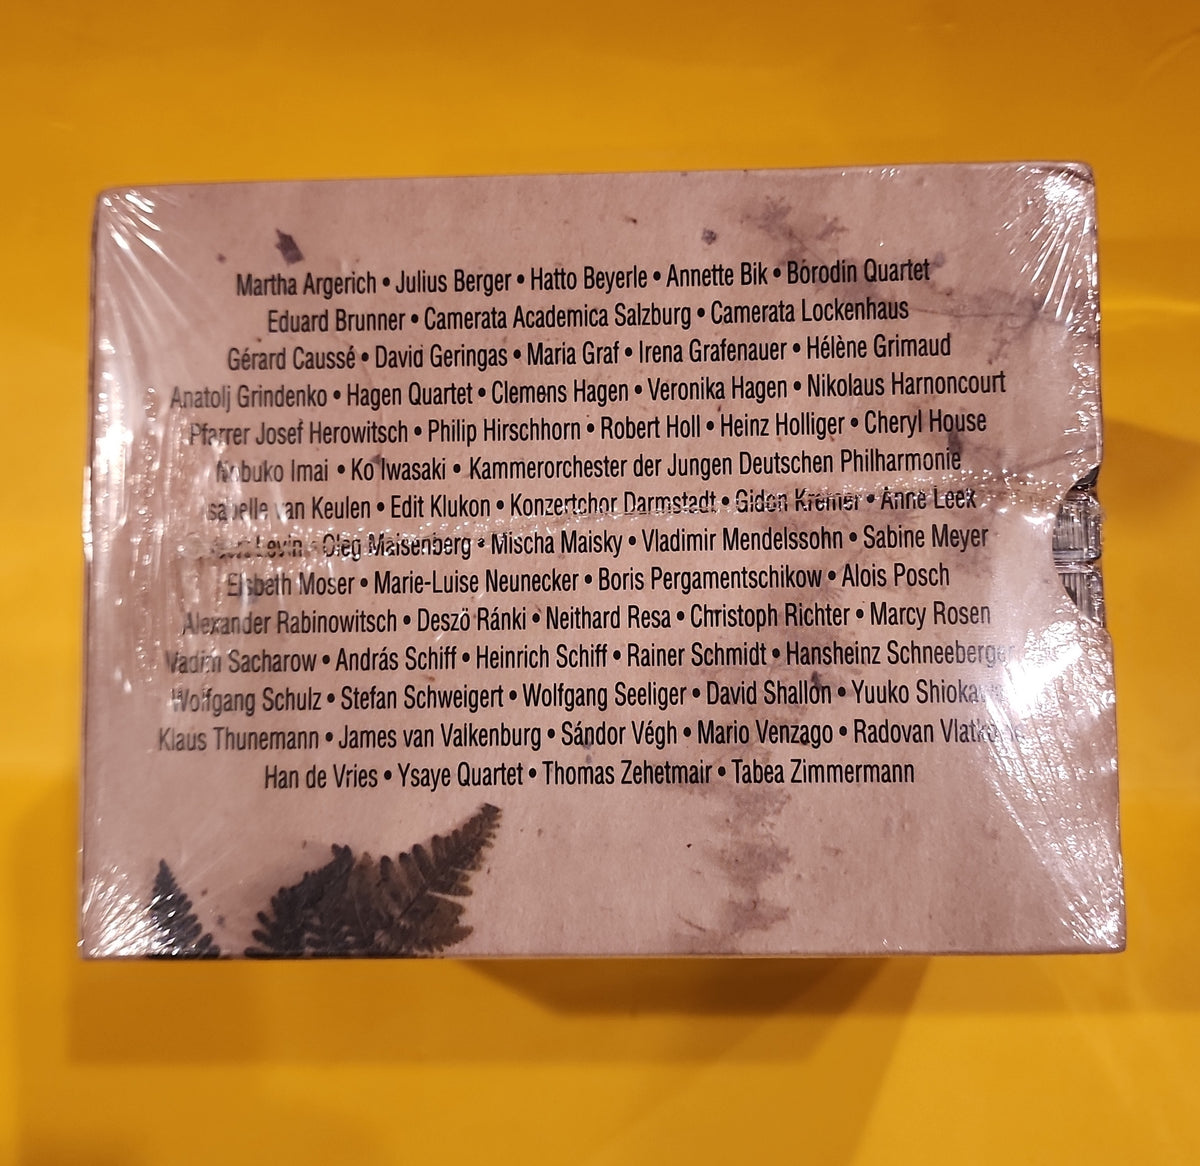 Martha Argerich • Julius Berger • Hatto Beyerle • Annette Bik • Borodin Quartet
Eduard Brunner • Camerata Academica Salzburg • Camerata Lockenhaus
Gérard Caussé • David Geringas • Maria Graf • Irena Grafenauer • Hélène Grimaud
Anatolj Grindenko • Hagen Quartet • Clemens Hagen • Veronika Hagen • Nikolaus Harnoncourt
Pfarrer Josef Herowitsch • Philip Hirschhorn • Robert Holl • Heinz Holliger • Cheryl House
Nobuko Imai • Ko Iwasaki • Kammerorchester der Jungen Deutschen Philharmonie
Isabelle van Keulen • Edit Klukon • Konzertchor Darmstadt • Gidon Kremer • Anne Leek
Levin • Oleg Maisenberg • Mischa Maisky • Vladimir Mendelssohn • Sabine Meyer
Elsbeth Moser • Marie-Luise Neunecker • Boris Pergamentschikow • Alois Posch
Alexander Rabinowitsch • Deszö Ránki • Neithard Resa • Christoph Richter • Marcy Rosen
Vadim Sacharow • András Schiff • Heinrich Schiff • Rainer Schmidt • Hansheinz Schneeberger
Wolfgang Schulz • Stefan Schweigert • Wolfgang Seeliger • David Shallon • Yuuko
Klaus Thunemann • James van Valkenburg • Sándor Végh • Mario Venzago • Radovan
Han de Vries • Ysaye Quartet • Thomas Zehetmair • Tabea Zimmermann